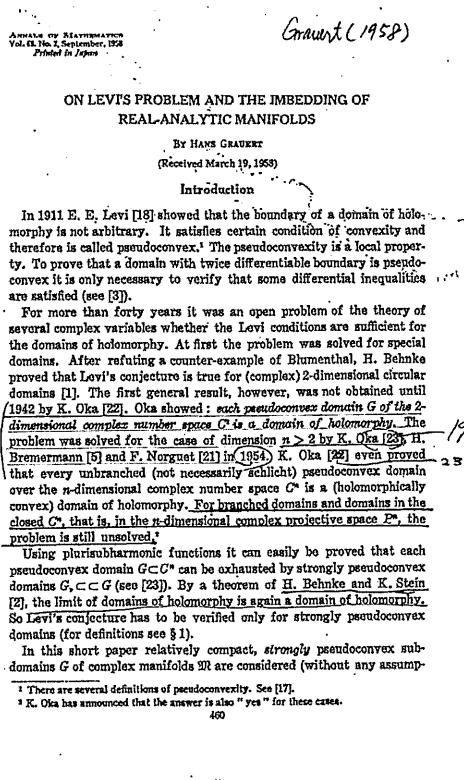 Grauert (1958)
ANNALS OF MATHEMATICS
Vol. 68, No. 2, September, 1958
Printed in Japan
ON LEVI'S PROBLEM AND THE IMBEDDING OF
REAL-ANALYTIC MANIFOLDS
BY HANS GRAUERT
(Received March 19, 1958)
Introduction
In 1911 E. E. Levi [18] showed that the boundary of a domain of holo-
morphy is not arbitrary. It satisfies certain condition of convexity and
therefore is called pseudoconvex.¹ The pseudoconvexity is a local proper-
ty. To prove that a domain with twice differentiable boundary is pseudo-
convex it is only necessary to verify that some differential inequalities
are satisfied (see [3]).
For more than forty years it was an open problem of the theory of
several complex variables whether the Levi conditions are sufficient for
the domains of holomorphy. At first the problem was solved for special
domains. After refuting a counter-example of Blumenthal, H. Behnke
proved that Levi's conjecture is true for (complex) 2-dimensional circular
domains [1]. The first general result, however, was not obtained until
1942 by K. Oka [22]. Oka showed: each pseudoconvex domain G of the 2-
dimensional complex number space C² is a domain of holomorphy. The
problem was solved for the case of dimension n > 2 by K. Oka [23], H.
Bremermann [5] and F. Norguet [21] in 1954. K. Oka [22] even proved
23
that every unbranched (not necessarily schlicht) pseudoconvex domain
over the n-dimensional complex number space Cⁿ is a (holomorphically
convex) domain of holomorphy. For branched domains and domains in the
closed Cⁿ, that is, in the n-dimensional complex projective space Pⁿ, the
problem is still unsolved.²
Using plurisubharmonic functions it can easily be proved that each
pseudoconvex domain G⊂Cⁿ can be exhausted by strongly pseudoconvex
domains Gᵥ⊂⊂G (see [23]). By a theorem of H. Behnke and K. Stein
[2], the limit of domains of holomorphy is again a domain of holomorphy.
So Levi's conjecture has to be verified only for strongly pseudoconvex
domains (for definitions see § 1).
In this short paper relatively compact, strongly pseudoconvex sub-
domains G of complex manifolds 𝔐 are considered (without any assump-
¹ There are several definitions of pseudoconvexity. See [17].
² K. Oka has announced that the answer is also "yes" for these cases.
460